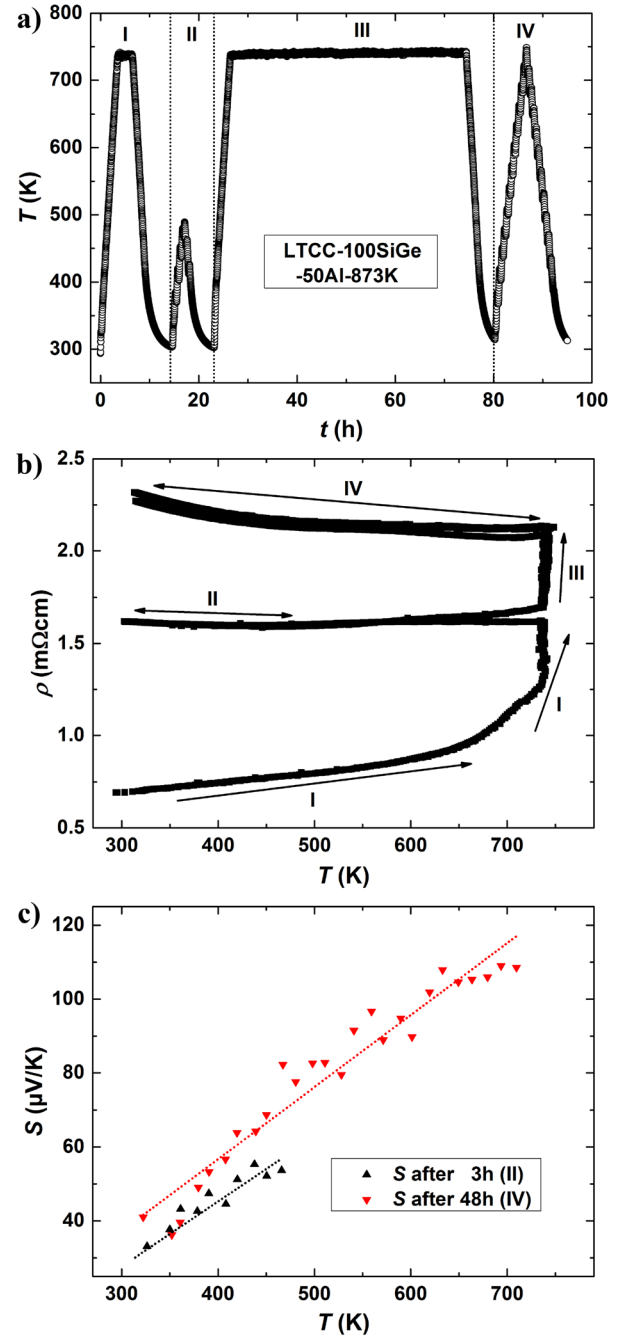 a)
I II III IV
800
700
600
500
400
300
T (K)
LTCC-100SiGe
-50Al-873K
0 20 40 60 80 100
t (h)
b)
2.5
2.0
1.5
1.0
0.5
ρ (mΩcm)
IV
III
II
I
I
300 400 500 600 700
T (K)
c)
120
100
80
60
40
S (µV/K)
S after 3h (II)
S after 48h (IV)
300 400 500 600 700
T (K)